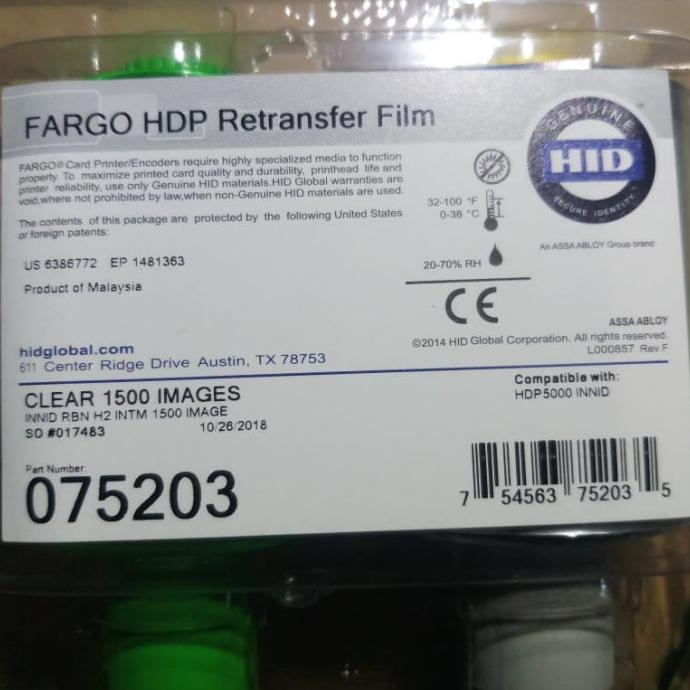 FARGO HDP Retransfer Film
FARGO® Card Printer/Encoders require highly specialized media to function
properly. To maximize printed card quality and durability, printhead life and
printer reliability, use only Genuine HID materials.HID Global warranties are
void,where not prohibited by law,when non-Genuine HID materials are used.
The contents of this package are protected by the following United States
or foreign patents:
US 6386772 EP 1481363
Product of Malaysia
GENUINE
HID
SECURE IDENTITY
™
An ASSA ABLOY Group brand
32-100 °F
0-38 °C
20-70% RH
CE
ASSA ABLOY
©2014 HID Global Corporation. All rights reserved.
L000857 Rev F
hidglobal.com
611 Center Ridge Drive Austin, TX 78753
CLEAR 1500 IMAGES
INNID RBN H2 INTM 1500 IMAGE
SO #017483 10/26/2018
Compatible with:
HDP5000 INNID
Part Number:
075203
7 54563 75203 5